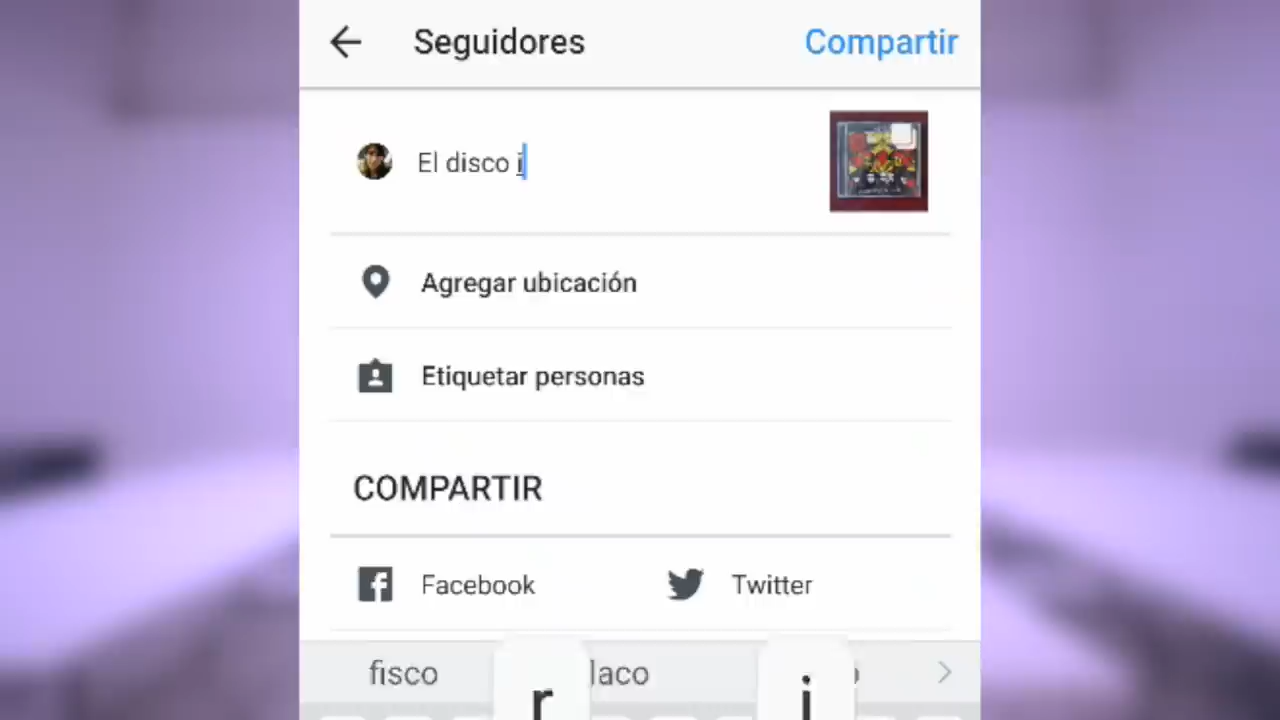 Seguidores Compartir
El disco i
Agregar ubicación
Etiquetar personas
COMPARTIR
Facebook Twitter
fisco laco
r i